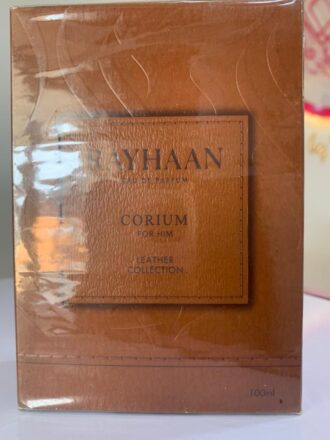 RAYHAAN
EAU DE PARFUM
CORIUM
FOR HIM
LEATHER
COLLECTION
100ml